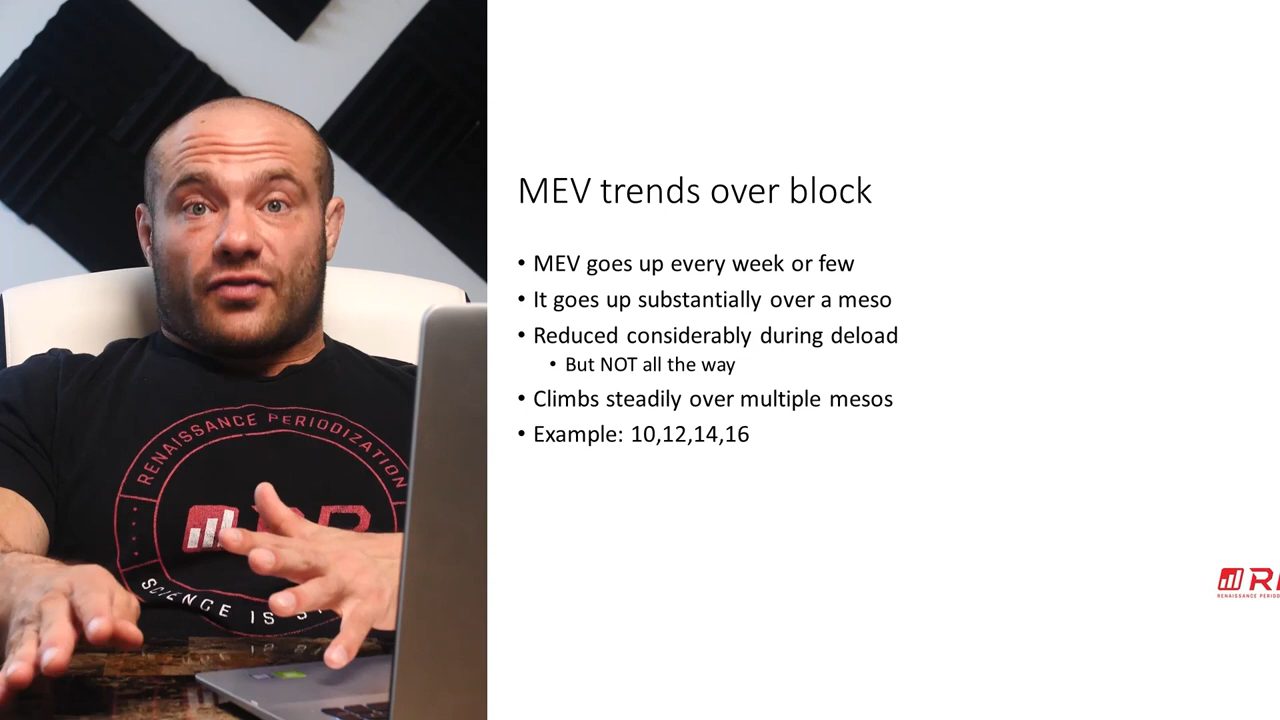 MEV trends over block
• MEV goes up every week or few
• It goes up substantially over a meso
• Reduced considerably during deload
• But NOT all the way
• Climbs steadily over multiple mesos
• Example: 10,12,14,16
RENAISSANCE PERIODIZATION
RP
SCIENCE IS